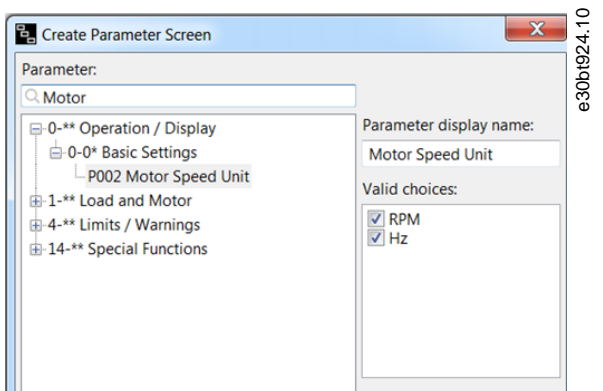 Create Parameter Screen
Parameter:
Motor
0-** Operation / Display
0-0* Basic Settings
P002 Motor Speed Unit
1-** Load and Motor
4-** Limits / Warnings
14-** Special Functions
Parameter display name:
Motor Speed Unit
Valid choices:
RPM
Hz
e30bt924.10